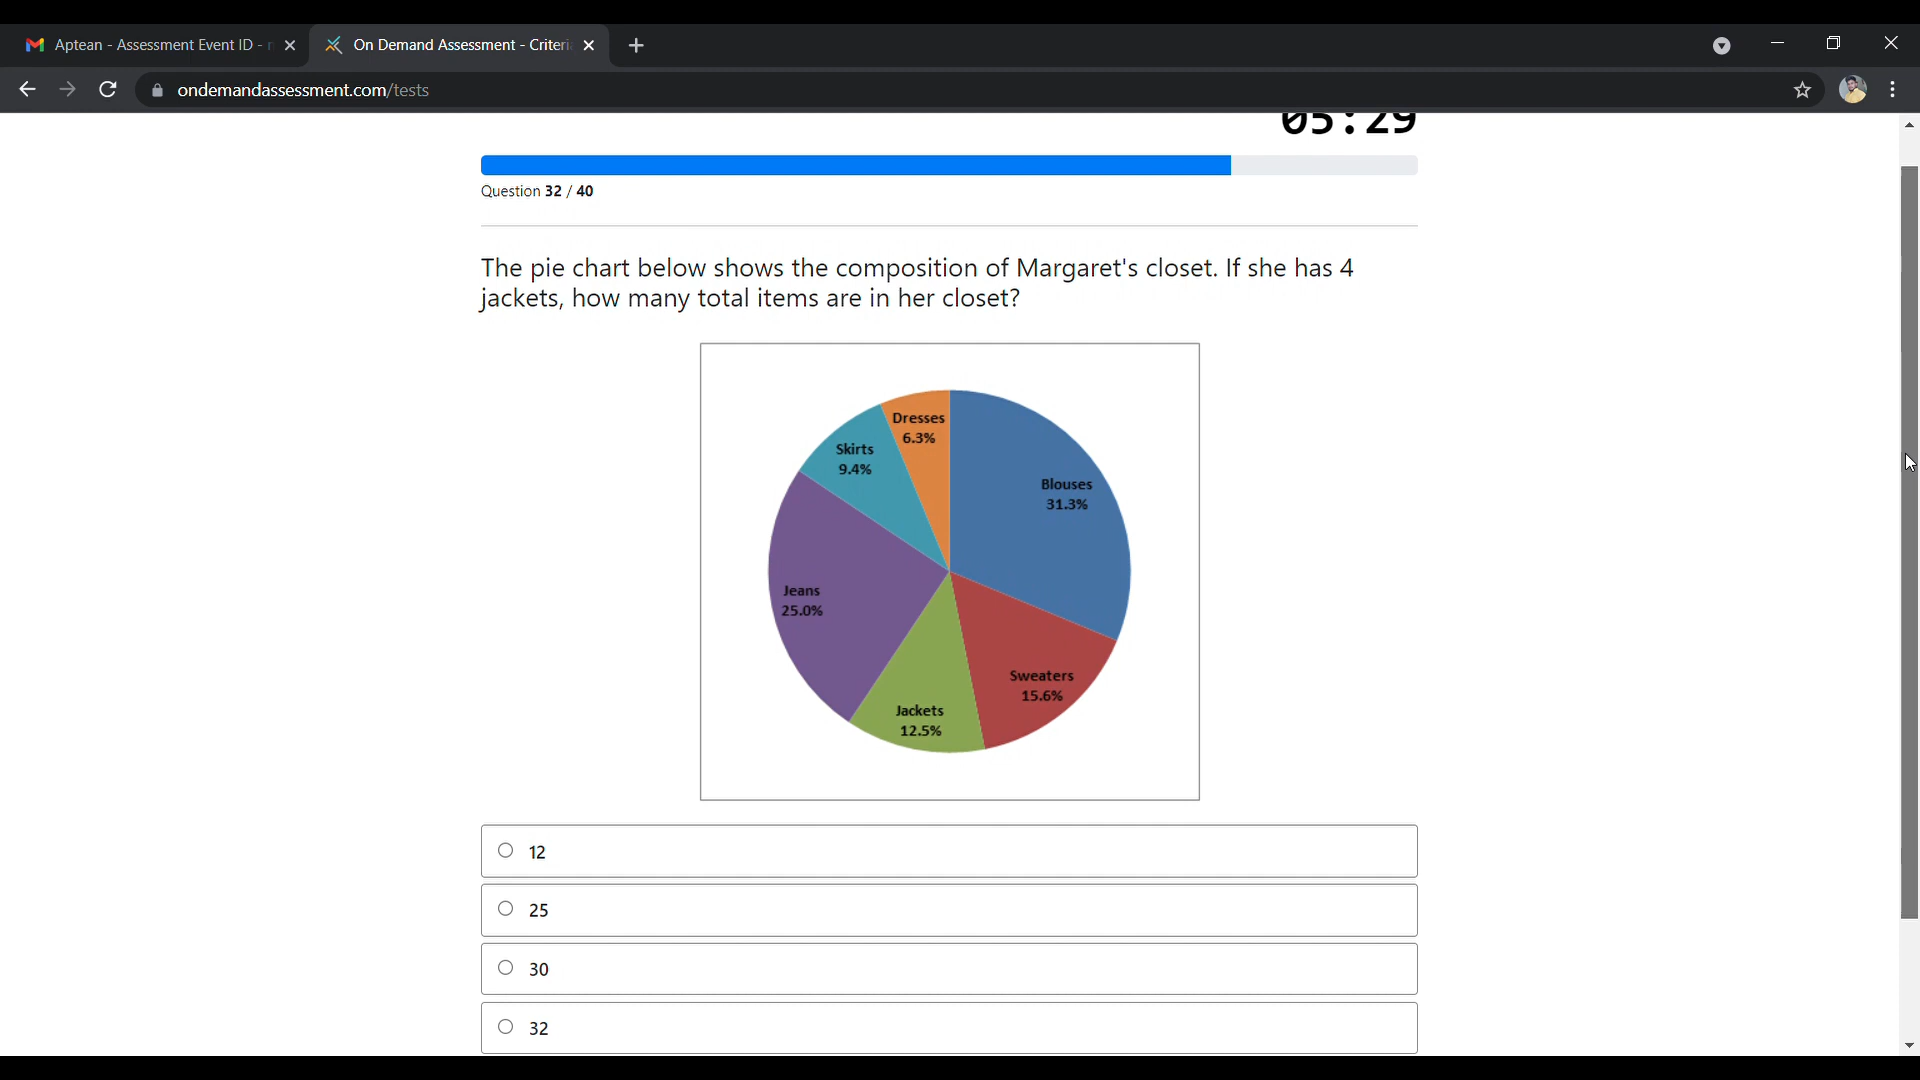 Aptean - Assessment Event ID -
On Demand Assessment - Criteri
ondemandassessment.com/tests
05:29
Question 32 / 40
The pie chart below shows the composition of Margaret's closet. If she has 4
jackets, how many total items are in her closet?
Dresses
6.3%
Skirts
9.4%
Blouses
31.3%
Jeans
25.0%
Sweaters
15.6%
Jackets
12.5%
12
25
30
32